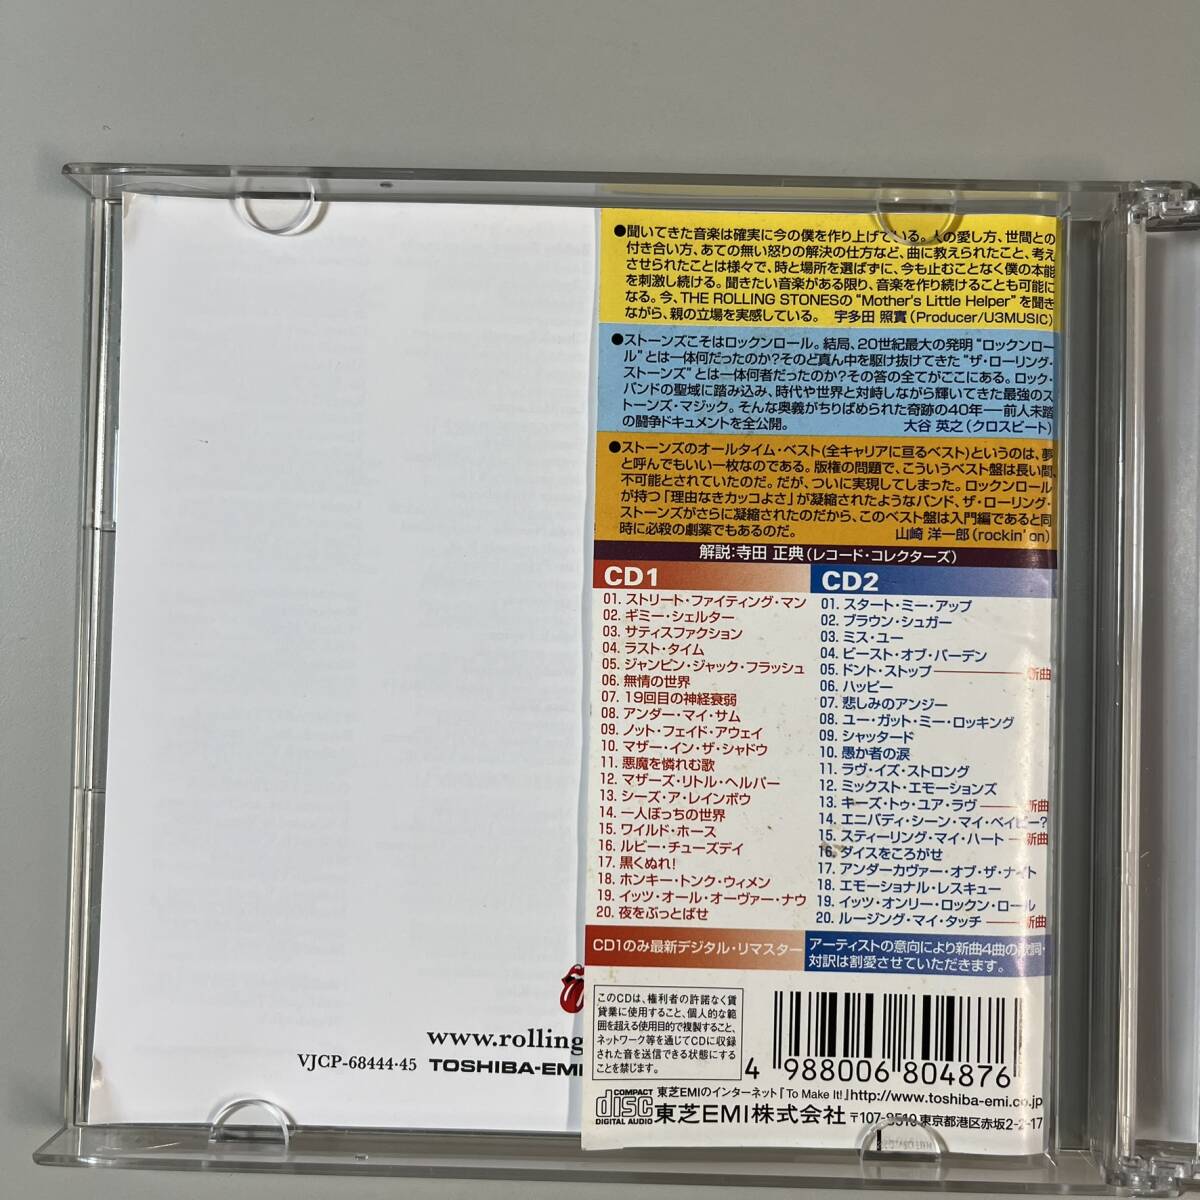 ●聞いてきた音楽は確実に今の僕を作り上げている。人の愛し方、世間との
付き合い方、あての無い怒りの解決の仕方など、曲に教えられたこと、考え
させられたことは様々で、時と場所を選ばずに、今も止むことなく僕の本能
を刺激し続ける。聞きたい音楽がある限り、音楽を作り続けることも可能に
なる。今、THE ROLLING STONESの "Mother's Little Helper" を聞き
ながら、親の立場を実感している。 宇多田 照實(Producer/U3MUSIC)
●ストーンズこそはロックンロール。結局、20世紀最大の発明 "ロックンロー
ル" とは一体何だったのか?そのど真ん中を駆け抜けてきた "ザ・ローリング・
ストーンズ" とは一体何者だったのか?その答の全てがここにある。ロック・
バンドの聖域に踏み込み、時代や世界と対峙しながら輝いてきた最強のス
トーンズ・マジック。そんな奥義がちりばめられた奇跡の40年―前人未踏
の闘争ドキュメントを全公開。 大谷 英之(クロスビート)
●ストーンズのオールタイム・ベスト(全キャリアに亘るベスト)というのは、夢
と呼んでもいい一枚なのである。版権の問題で、こういうベスト盤は長い間、
不可能とされていたのだ。だが、ついに実現してしまった。ロックンロール
が持つ「理由なきカッコよさ」が凝縮されたようなバンド、ザ・ローリング・
ストーンズがさらに凝縮されたのだから、このベスト盤は入門編であると同
時に必殺の劇薬でもあるのだ。 山崎 洋一郎(rockin'on)
解説:寺田 正典(レコード・コレクターズ)
CD1
01. ストリート・ファイティング・マン
02. ギミー・シェルター
03. サティスファクション
04. ラスト・タイム
05. ジャンピン・ジャック・フラッシュ
06. 無情の世界
07. 19回目の神経衰弱
08. アンダー・マイ・サム
09. ノット・フェイド・アウェイ
10. マザー・イン・ザ・シャドウ
11. 悪魔を憐れむ歌
12. マザーズ・リトル・ヘルパー
13. シーズ・ア・レインボウ
14. 一人ぼっちの世界
15. ワイルド・ホース
16. ルビー・チューズデイ
17. 黒くぬれ!
18. ホンキー・トンク・ウィメン
19. イッツ・オール・オーヴァー・ナウ
20. 夜をぶっとばせ
CD1のみ最新デジタル・リマスター
CD2
01. スタート・ミー・アップ
02. ブラウン・シュガー
03. ミス・ユー
04. ビースト・オブ・バーデン
05. ドント・ストップ 新曲
06. ハッピー
07. 悲しみのアンジー
08. ユー・ガット・ミー・ロッキング
09. シャッタード
10. 愚か者の涙
11. ラヴ・イズ・ストロング
12. ミックスト・エモーションズ
13. キーズ・トゥ・ユア・ラヴ 新曲
14. エニバディ・シーン・マイ・ベイビー?
15. スティーリング・マイ・ハート 新曲
16. ダイスをころがせ
17. アンダーカヴァー・オブ・ザ・ナイト
18. エモーショナル・レスキュー
19. イッツ・オンリー・ロックン・ロール
20. ルージング・マイ・タッチ 新曲
アーティストの意向により新曲4曲の歌詞・
対訳は割愛させていただきます。
www.rolling
VJCP-68444・45 TOSHIBA-EMI
このCDは、権利者の許諾なく賃
貸業に使用すること、個人的な範
囲を超える使用目的で複製すること、
ネットワーク等を通じてCDに収録
された音を送信できる状態にする
ことを禁じます。
4 988006 804876
COMPACT
disc
DIGITAL AUDIO
東芝EMIのインターネット『To Make It!』http://www.toshiba-emi.co.jp
東芝EMI株式会社 〒107-8510 東京都港区赤坂2-2-17